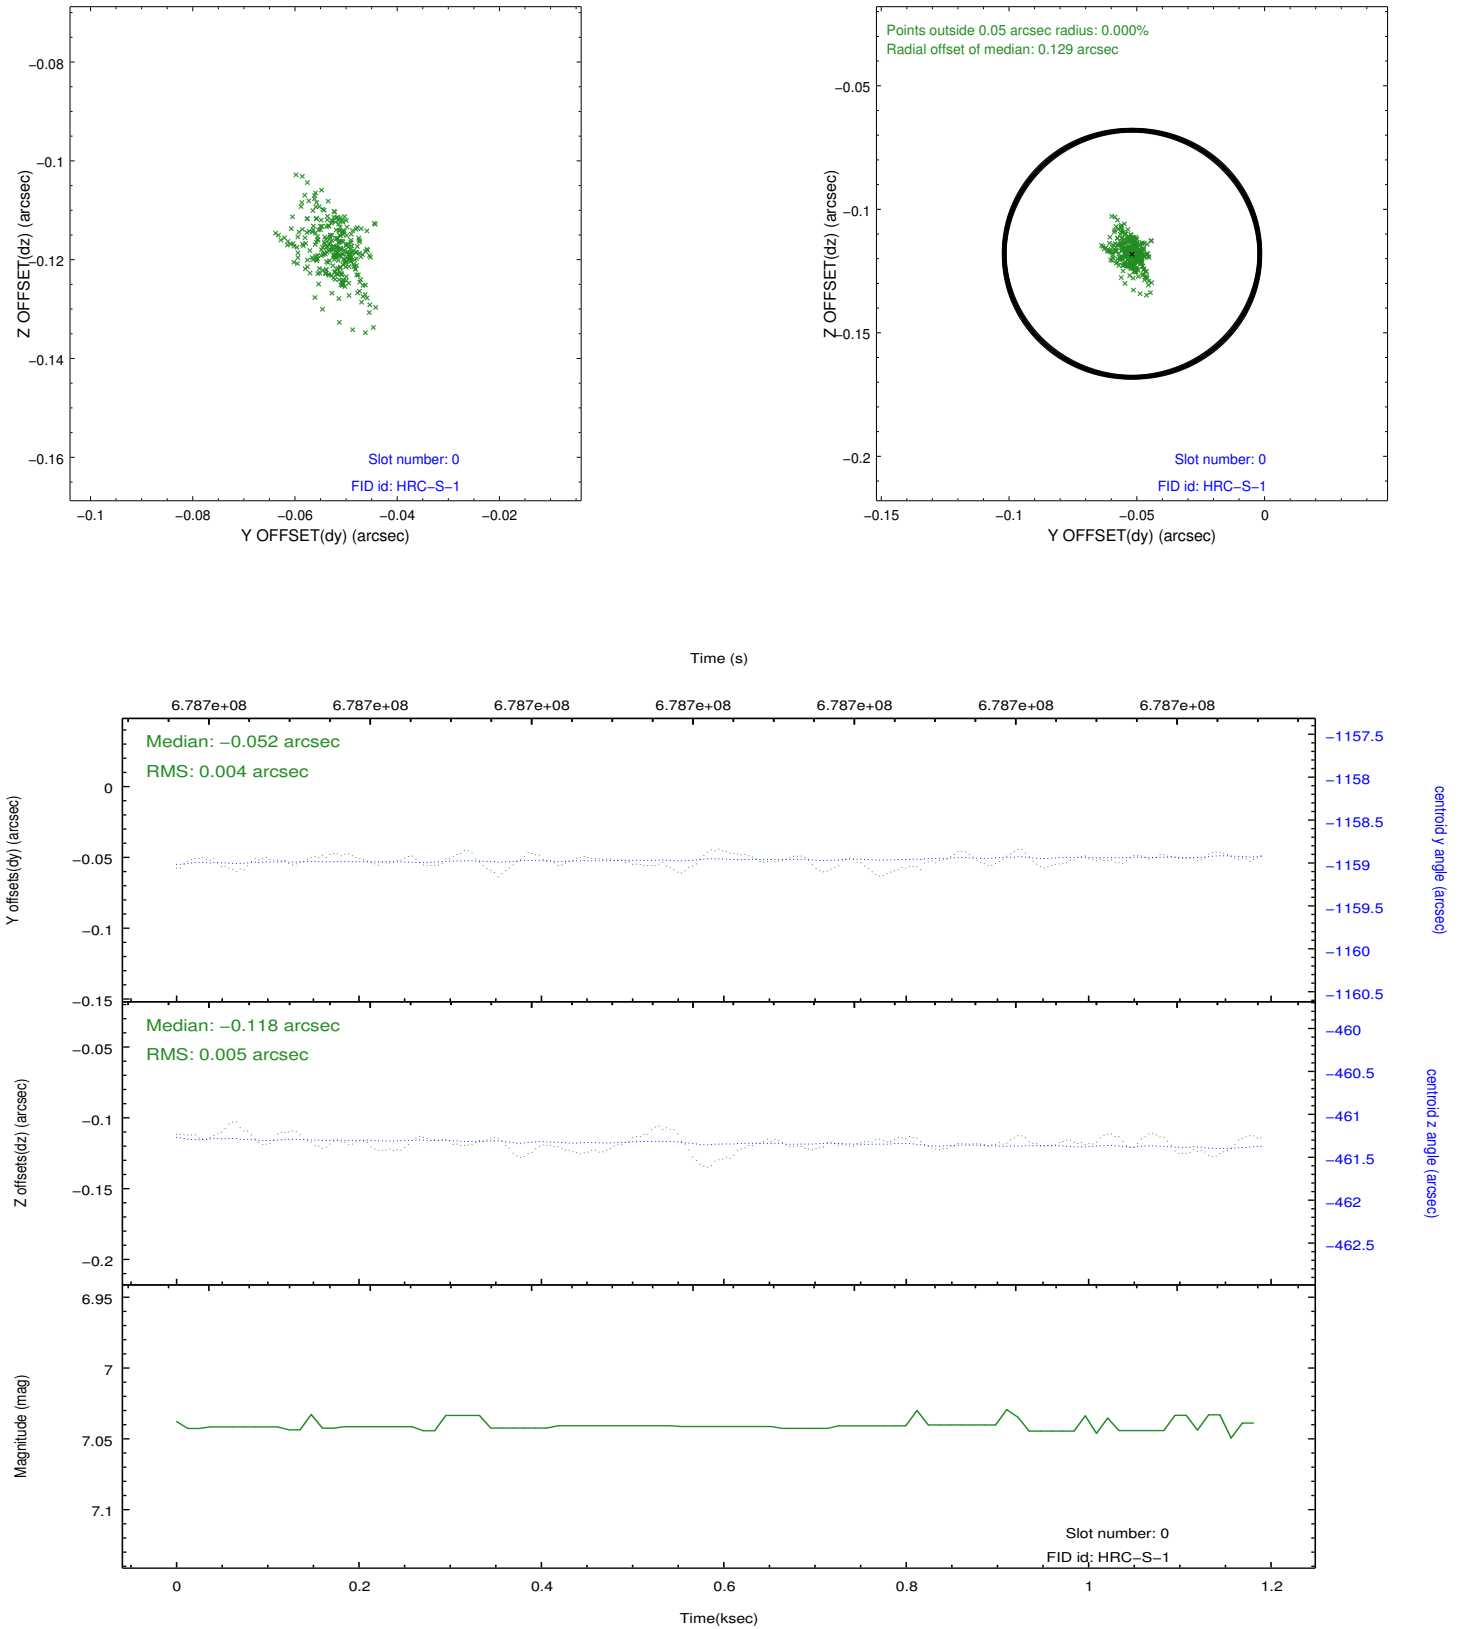 −0.08
−0.1
−0.12
−0.14
−0.16
Z OFFSET(dz) (arcsec)
Slot number: 0
FID id: HRC−S−1
−0.1
−0.08
−0.06
−0.04
−0.02
Y OFFSET(dy) (arcsec)
Points outside 0.05 arcsec radius: 0.000%
Radial offset of median: 0.129 arcsec
−0.05
−0.1
−0.15
−0.2
Z OFFSET(dz) (arcsec)
Slot number: 0
FID id: HRC−S−1
−0.15
−0.1
−0.05
0
Y OFFSET(dy) (arcsec)
Time (s)
6.787e+08
6.787e+08
6.787e+08
6.787e+08
6.787e+08
6.787e+08
6.787e+08
Median: −0.052 arcsec
RMS: 0.004 arcsec
0
−0.05
−0.1
−0.15
Y offsets(dy) (arcsec)
−1157.5
−1158
−1158.5
−1159
−1159.5
−1160
−1160.5
centroid y angle (arcsec)
Median: −0.118 arcsec
RMS: 0.005 arcsec
−0.05
−0.1
−0.15
−0.2
Z offsets(dz) (arcsec)
−460
−460.5
−461
−461.5
−462
−462.5
centroid z angle (arcsec)
6.95
7
7.05
7.1
Magnitude (mag)
Slot number: 0
FID id: HRC−S−1
0
0.2
0.4
0.6
0.8
1
1.2
Time(ksec)